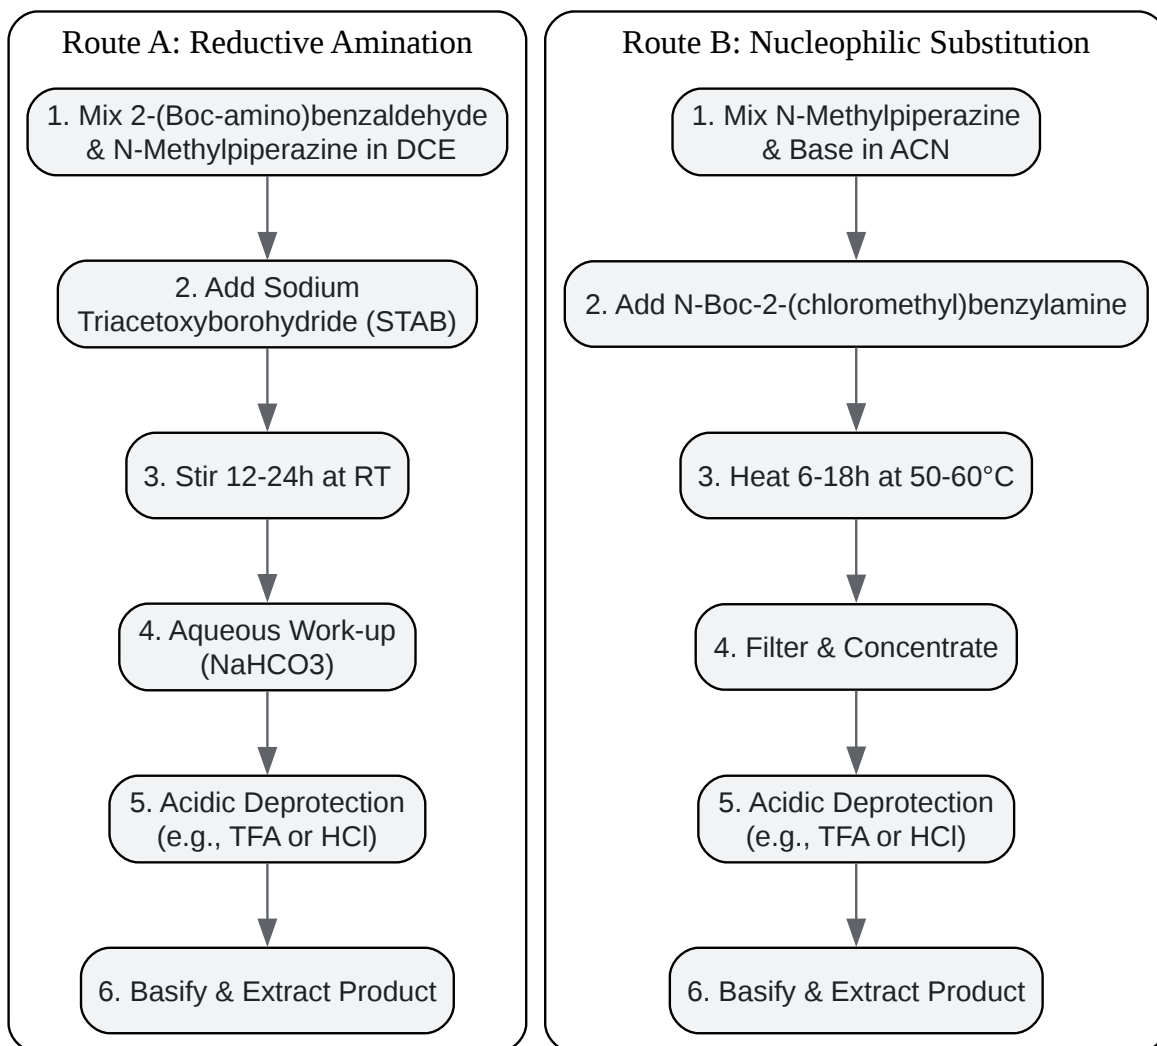 Route A: Reductive Amination
1. Mix 2-(Boc-amino)benzaldehyde
& N-Methylpiperazine in DCE
2. Add Sodium
Triacetoxyborohydride (STAB)
3. Stir 12-24h at RT
4. Aqueous Work-up
(NaHCO3)
5. Acidic Deprotection
(e.g., TFA or HCl)
6. Basify & Extract Product
Route B: Nucleophilic Substitution
1. Mix N-Methylpiperazine
& Base in ACN
2. Add N-Boc-2-(chloromethyl)benzylamine
3. Heat 6-18h at 50-60°C
4. Filter & Concentrate
5. Acidic Deprotection
(e.g., TFA or HCl)
6. Basify & Extract Product